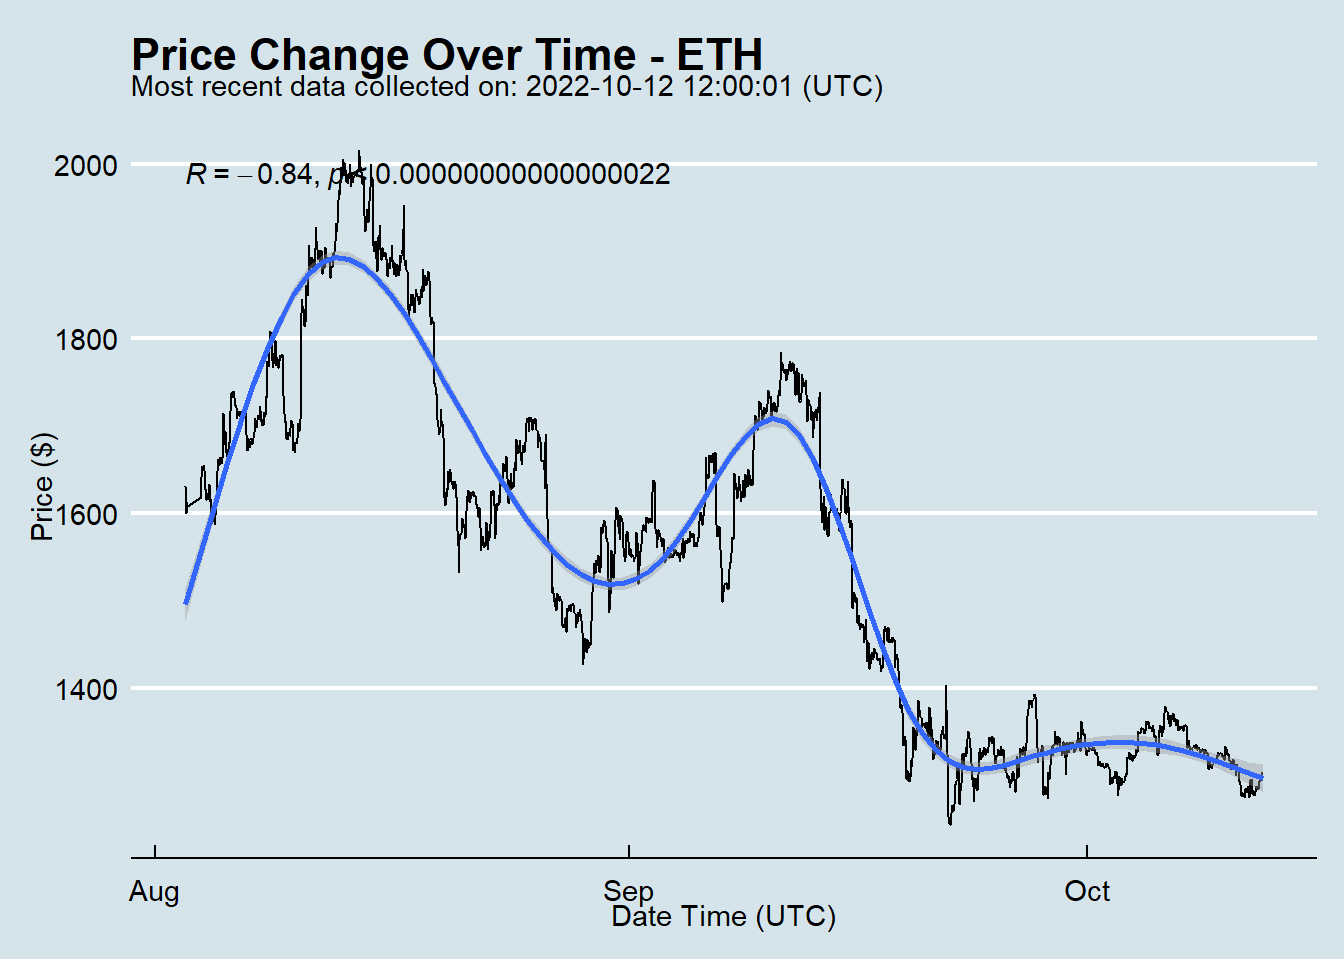 Price Change Over Time - ETH
Most recent data collected on: 2022-10-12 12:00:01 (UTC)
R = −0.84, p < 0.00000000000000022
2000
1800
1600
1400
Price ($)
Aug Sep Oct
Date Time (UTC)